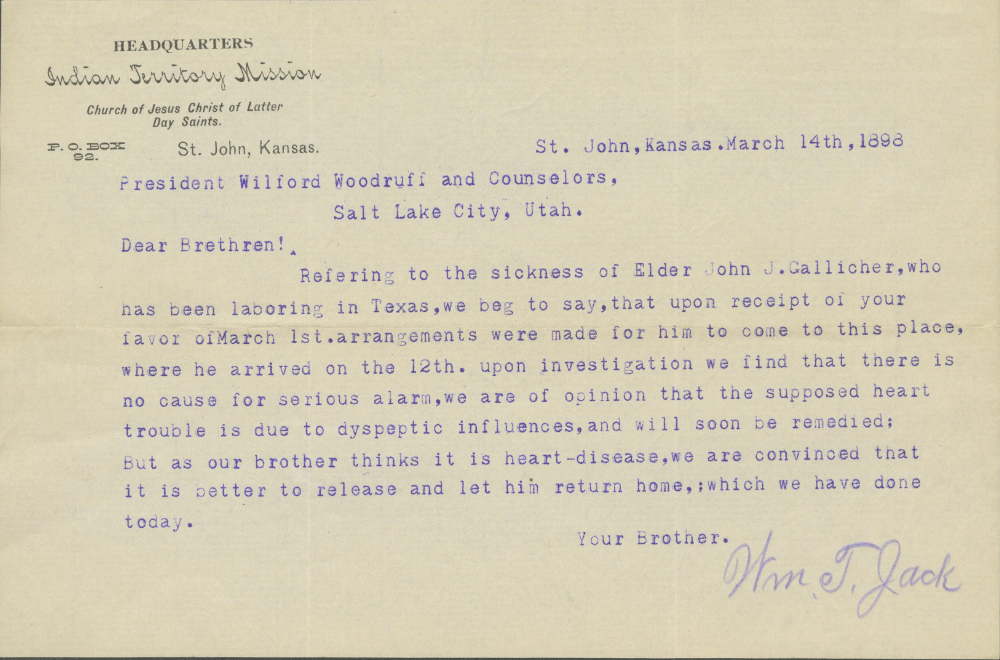 HEADQUARTERS
Indian Territory Mission
Church of Jesus Christ of Latter
Day Saints.
P. O. BOX
92.
St. John, Kansas.
St. John,Kansas.March 14th,1898
President Wilford Woodruff and Counselors,
Salt Lake City, Utah.
Dear Brethren!
Refering to the sickness of Elder John J.Gallicher,who
has been laboring in Texas,we beg to say,that upon receipt of your
favor ofMarch 1st.arrangements were made for him to come to this place,
where he arrived on the 12th. upon investigation we find that there is
no cause for serious alarm,we are of opinion that the supposed heart
trouble is due to dyspeptic influences,and will soon be remedied;
But as our brother thinks it is heart-disease,we are convinced that
it is better to release and let him return home,;which we have done
today.
Your Brother.
Wm. T. Jack